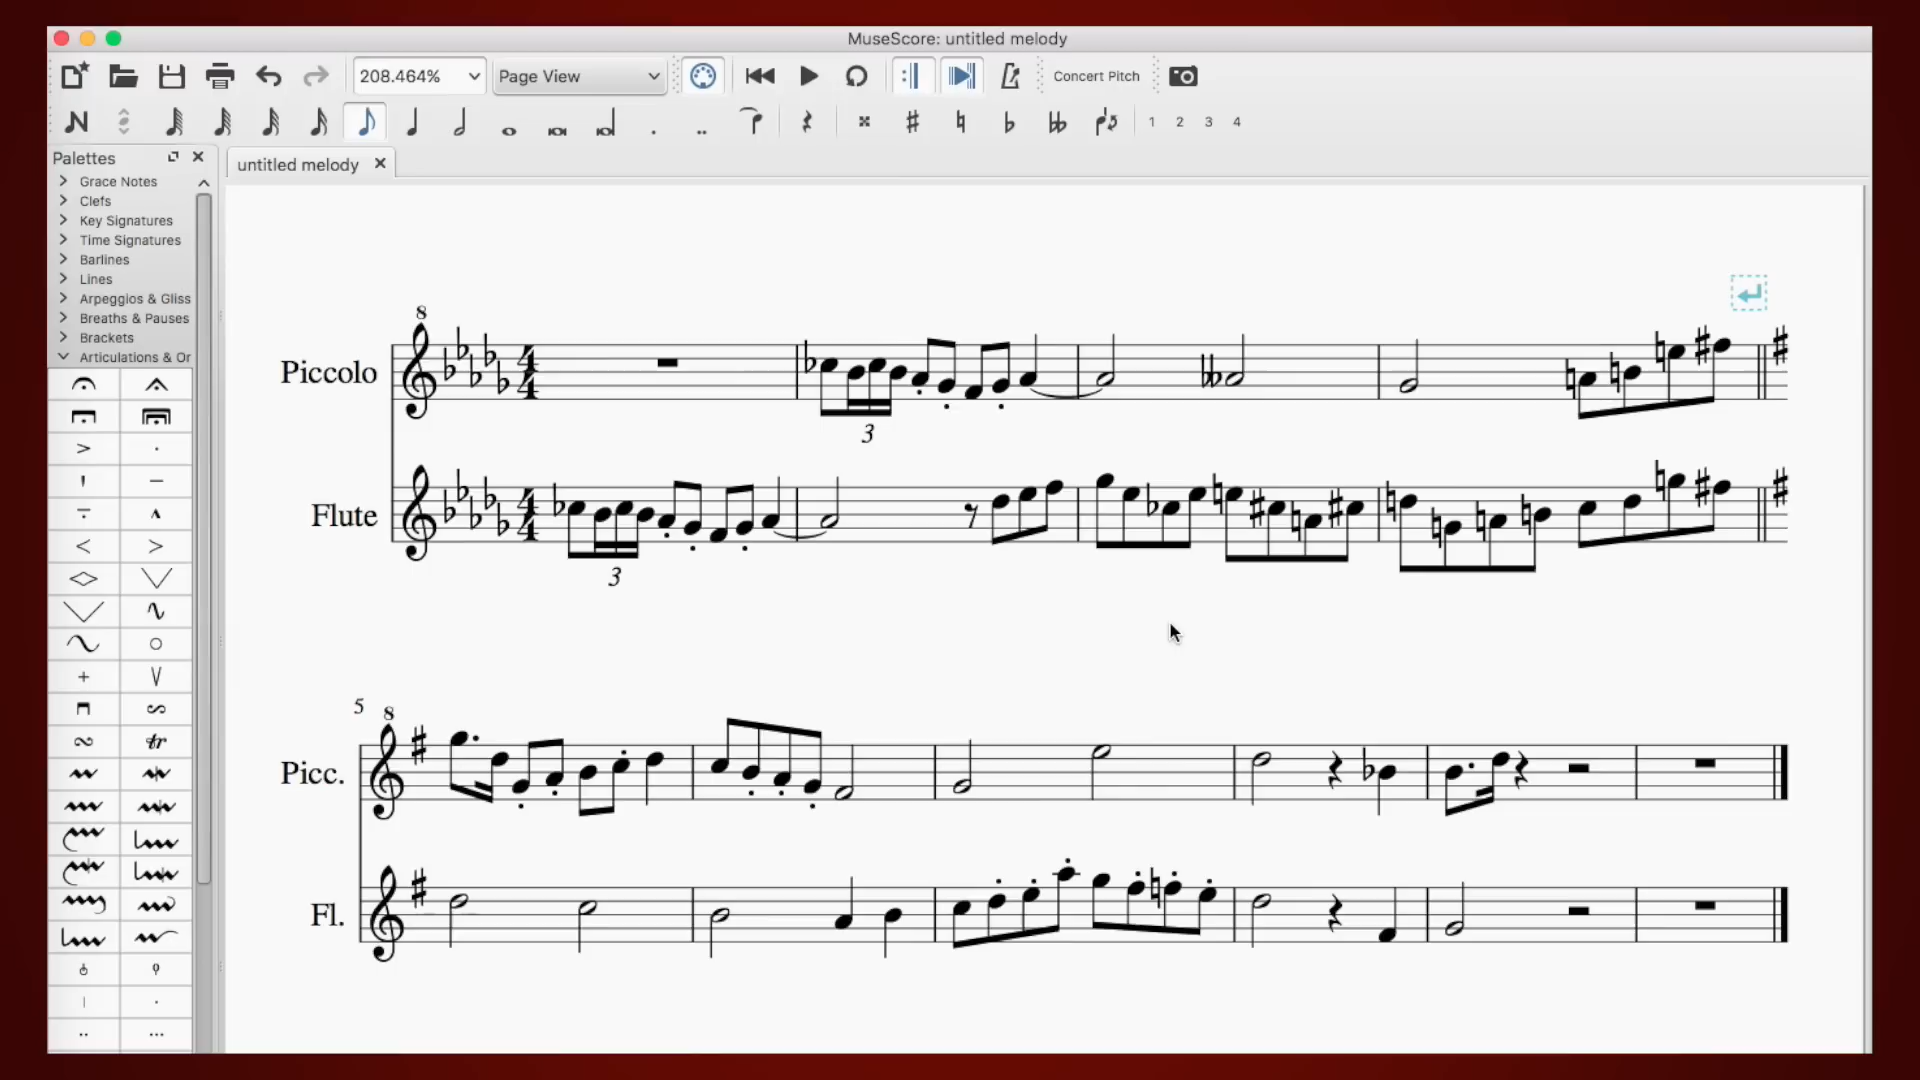 MuseScore: untitled melody
208.464%
Page View
Concert Pitch
1 2 3 4
Palettes
untitled melody
Grace Notes
Clefs
Key Signatures
Time Signatures
Barlines
Lines
Arpeggios & Gliss
Breaths & Pauses
Brackets
Articulations & Or
8
Piccolo
3
Flute
3
5
8
Picc.
Fl.